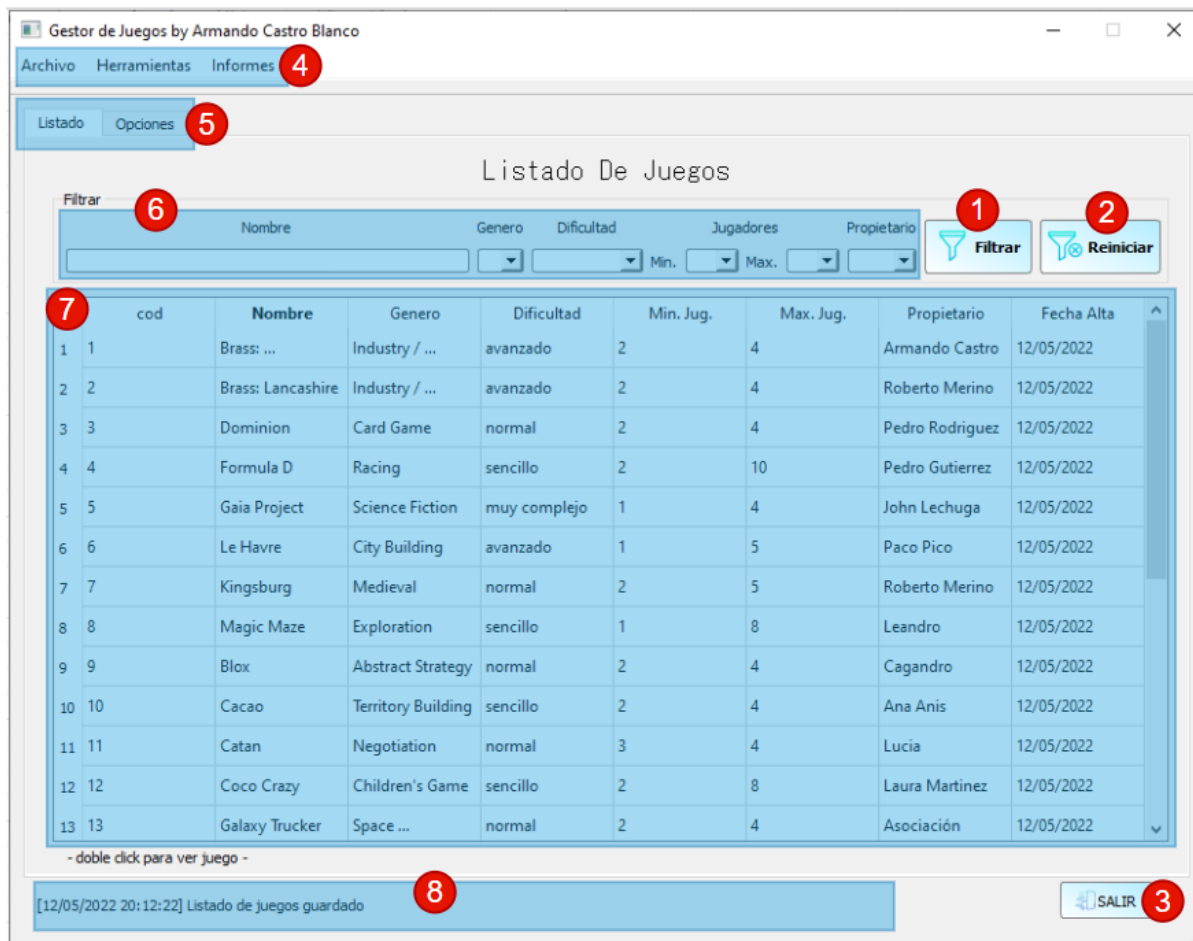 Gestor de Juegos by Armando Castro Blanco
Archivo Herramientas Informes 4
Listado Opciones 5
Listado De Juegos
Filtrar 6 1 2
Nombre Genero Dificultad Jugadores Propietario
Min. Max. Filtrar Reiniciar
7 cod Nombre Genero Dificultad Min. Jug. Max. Jug. Propietario Fecha Alta
1 1 Brass: ... Industry / ... avanzado 2 4 Armando Castro 12/05/2022
2 2 Brass: Lancashire Industry / ... avanzado 2 4 Roberto Merino 12/05/2022
3 3 Dominion Card Game normal 2 4 Pedro Rodriguez 12/05/2022
4 4 Formula D Racing sencillo 2 10 Pedro Gutierrez 12/05/2022
5 5 Gaia Project Science Fiction muy complejo 1 4 John Lechuga 12/05/2022
6 6 Le Havre City Building avanzado 1 5 Paco Pico 12/05/2022
7 7 Kingsburg Medieval normal 2 5 Roberto Merino 12/05/2022
8 8 Magic Maze Exploration sencillo 1 8 Leandro 12/05/2022
9 9 Blox Abstract Strategy normal 2 4 Cagandro 12/05/2022
10 10 Cacao Territory Building sencillo 2 4 Ana Anis 12/05/2022
11 11 Catan Negotiation normal 3 4 Lucia 12/05/2022
12 12 Coco Crazy Children's Game sencillo 2 8 Laura Martinez 12/05/2022
13 13 Galaxy Trucker Space ... normal 2 4 Asociación 12/05/2022
- doble click para ver juego -
[12/05/2022 20:12:22] Listado de juegos guardado 8 SALIR 3